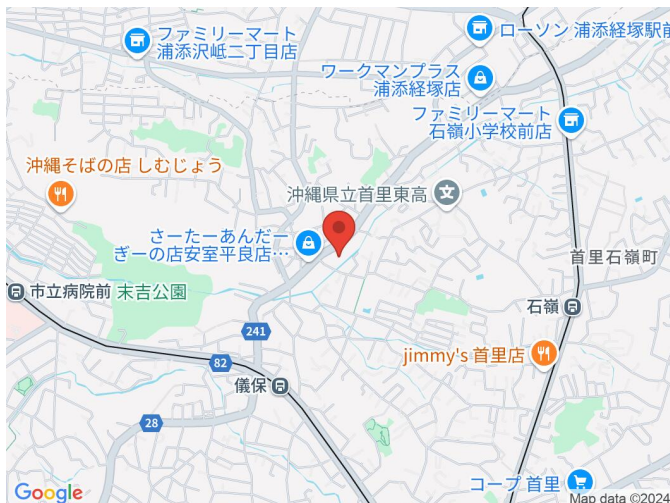 ファミリーマート
浦添沢岻二丁目店
ローソン 浦添経塚駅前
ワークマンプラス
浦添経塚店
ファミリーマート
石嶺小学校前店
沖縄そばの店 しむじょう
沖縄県立首里東高
文
さーたーあんだー
ぎーの店安室平良店…
首里石嶺町
市立病院前
末吉公園
石嶺
241
82
jimmy's 首里店
儀保
28
コープ 首里
Google
Map data ©2024